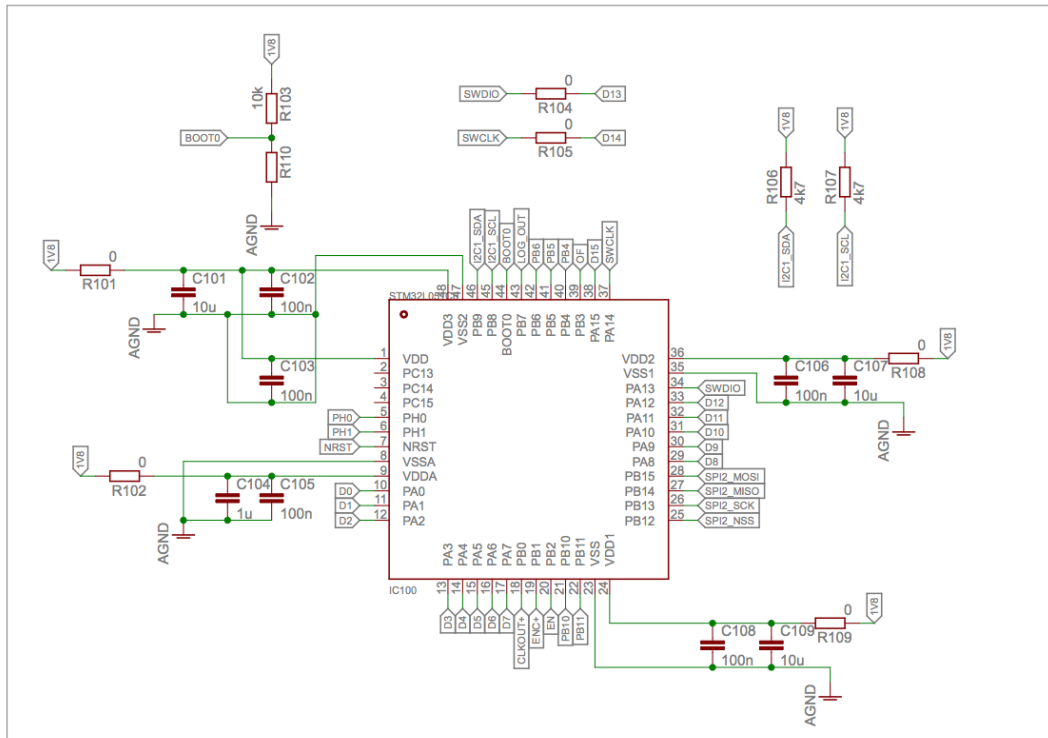 1V8
10k
R103
BOOT0
R110
AGND
SWDIO
0
R104
D13
SWCLK
0
R105
D14
1V8
1V8
R106
4k7
R107
4k7
I2C1_SDA
I2C1_SCL
1V8
0
R101
C101
10u
C102
100n
AGND
C103
100n
1V8
0
R102
C104
1u
C105
100n
AGND
I2C1_SDA
I2C1_SCL
BOOT0
LOG_OUT
PB6
PB5
PB4
OF
D15
SWCLK
48
47
46
45
44
43
42
41
40
39
38
37
VDD3
VSS2
PB9
PB8
BOOT0
PB7
PB6
PB5
PB4
PB3
PA15
PA14
1 VDD
2 PC13
3 PC14
4 PC15
PH0 5 PH0
PH1 6 PH1
NRST 7 NRST
8 VSSA
9 VDDA
D0 10 PA0
D1 11 PA1
D2 12 PA2
VDD2 36
VSS1 35
PA13 34 SWDIO
PA12 33 D12
PA11 32 D11
PA10 31 D10
PA9 30 D9
PA8 29 D8
PB15 28 SPI2_MOSI
PB14 27 SPI2_MISO
PB13 26 SPI2_SCK
PB12 25 SPI2_NSS
C106
100n
C107
10u
0
R108
1V8
AGND
PA3
PA4
PA5
PA6
PA7
PB0
PB1
PB2
PB10
PB11
VSS
VDD1
IC100
13
14
15
16
17
18
19
20
21
22
23
24
D3
D4
D5
D6
D7
CLKOUT+
ENC+
EN
PB10
PB11
C108
100n
C109
10u
0
R109
1V8
AGND